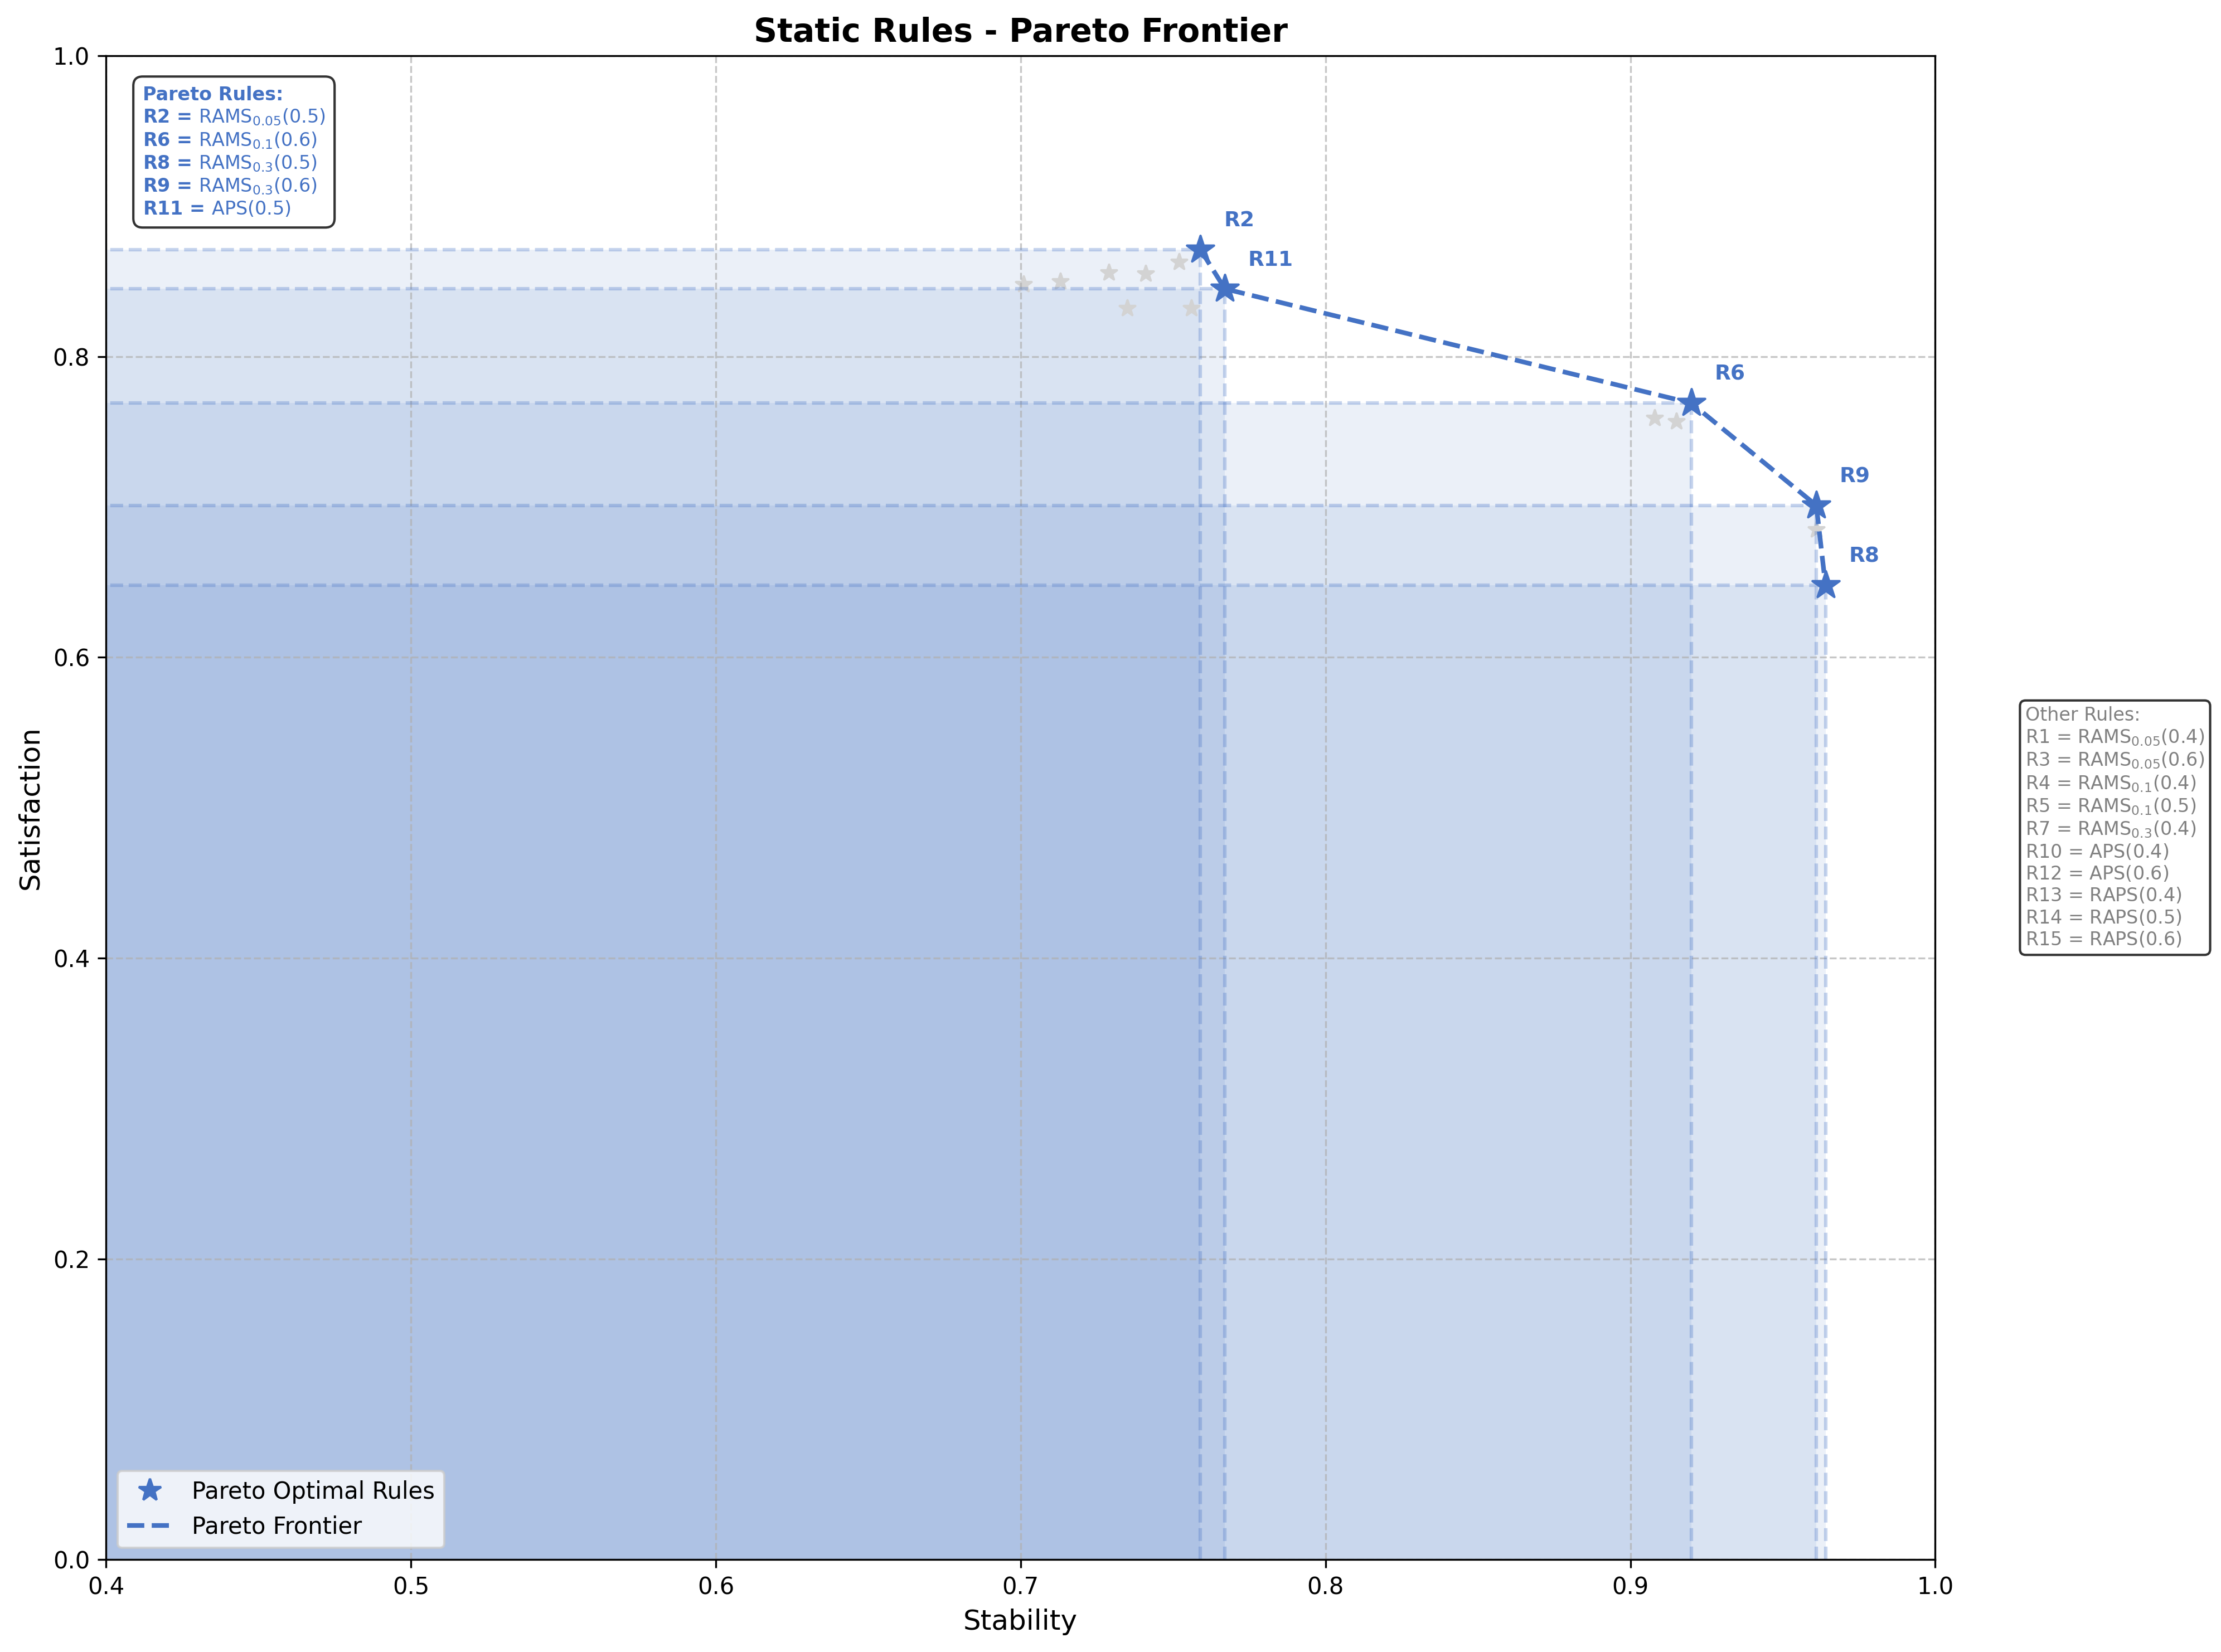 Static Rules - Pareto Frontier
1.0
0.8
0.6
0.4
0.2
0.0
Satisfaction
Pareto Rules:
R2 = RAMS0.05(0.5)
R6 = RAMS0.1(0.6)
R8 = RAMS0.3(0.5)
R9 = RAMS0.3(0.6)
R11 = APS(0.5)
R2
R11
R6
R9
R8
Other Rules:
R1 = RAMS0.05(0.4)
R3 = RAMS0.05(0.6)
R4 = RAMS0.1(0.4)
R5 = RAMS0.1(0.5)
R7 = RAMS0.3(0.4)
R10 = APS(0.4)
R12 = APS(0.6)
R13 = RAPS(0.4)
R14 = RAPS(0.5)
R15 = RAPS(0.6)
Pareto Optimal Rules
Pareto Frontier
0.4 0.5 0.6 0.7 0.8 0.9 1.0
Stability